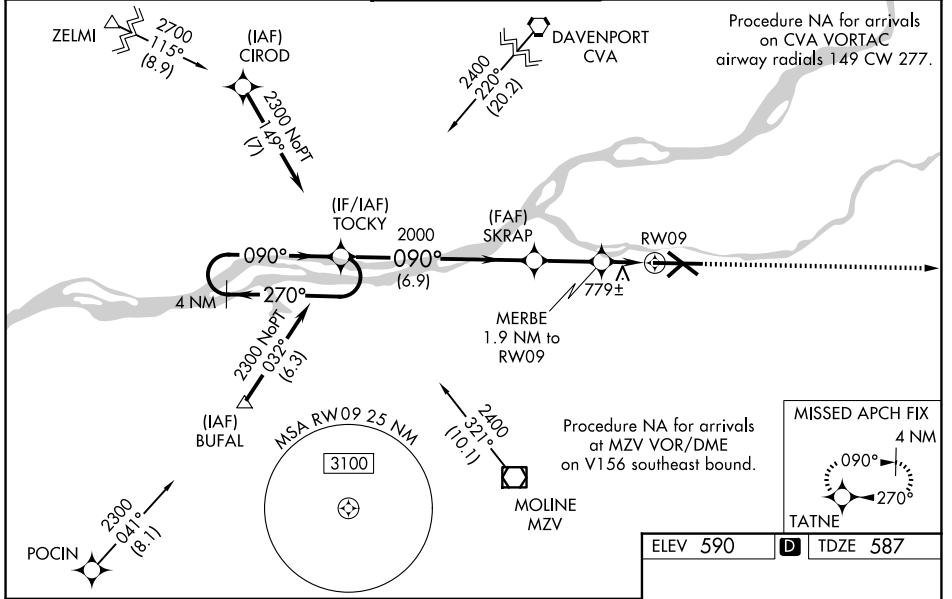 ZELMI
2700
115°
(8.9)
(IAF)
CIROD
2300 NoPT
149°
(7)
DAVENPORT
CVA
2400
220°
(20.2)
Procedure NA for arrivals
on CVA VORTAC
airway radials 149 CW 277.
(IF/IAF)
TOCKY
2000
090°
(6.9)
(FAF)
SKRAP
RW09
090°
270°
4 NM
779±
MERBE
1.9 NM to
RW09
2300 NoPT
032°
(6.3)
(IAF)
BUFAL
MSA RW09 25 NM
3100
2400
321°
(10.1)
MOLINE
MZV
Procedure NA for arrivals
at MZV VOR/DME
on V156 southeast bound.
MISSED APCH FIX
4 NM
090°
270°
TATNE
2300
041°
(8.1)
POCIN
ELEV 590
D
TDZE 587